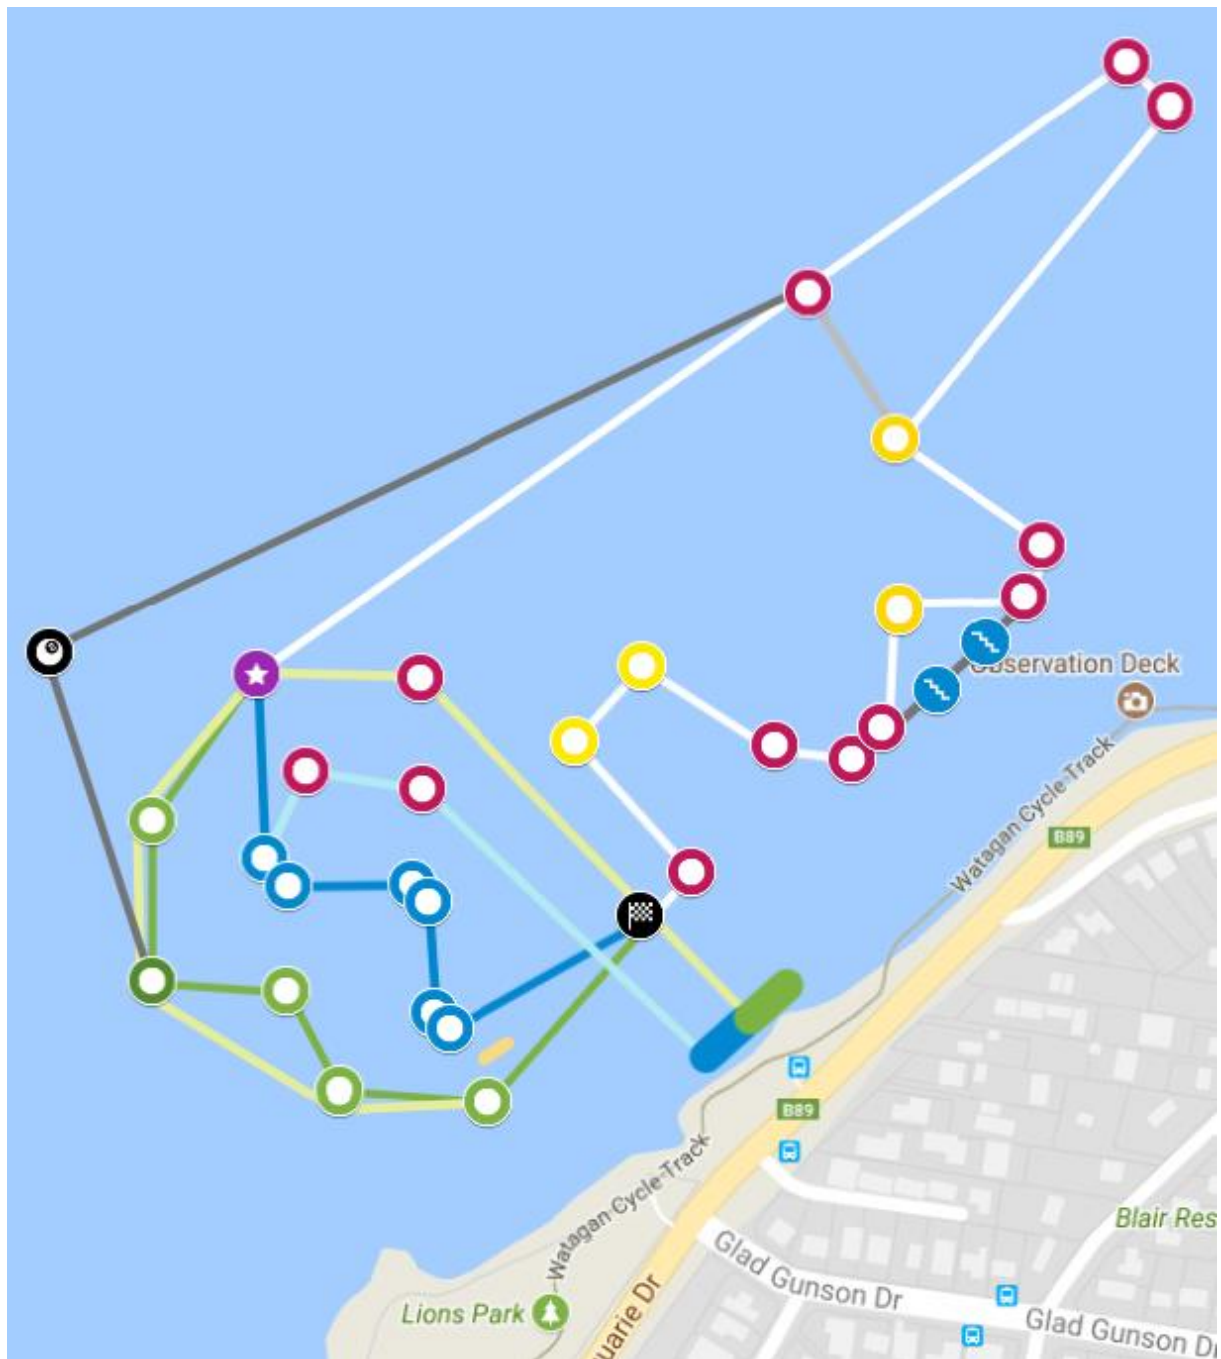 Observation Deck
Watagan Cycle Track
B89
B89
Watagan Cycle Track
Blair Res
Glad Gunson Dr
Glad Gunson Dr
Lions Park
uarie Dr